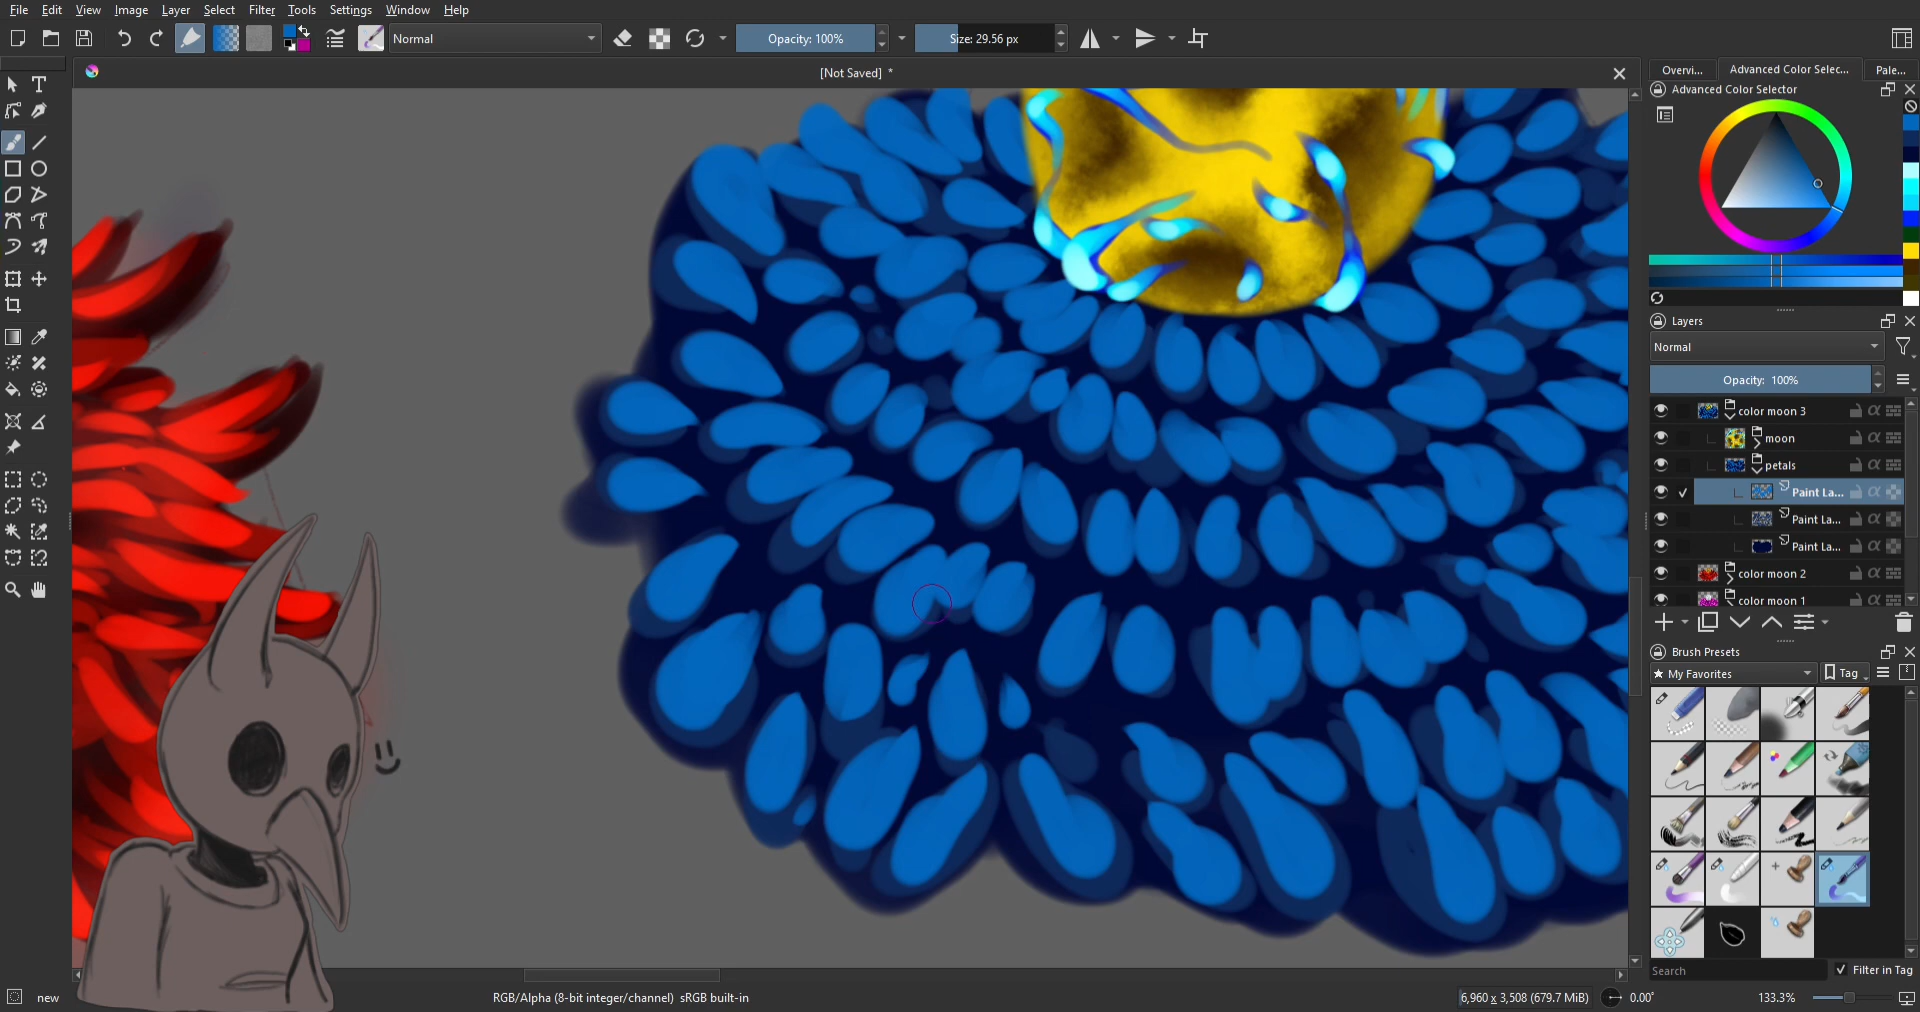 File Edit View Image Layer Select Filter Tools Settings Window Help
Normal
Opacity: 100%
Size: 29.56 px
[Not Saved] *
Overvi...
Advanced Color Selec...
Pale...
Advanced Color Selector
Layers
Normal
Opacity: 100%
color moon 3
moon
petals
Paint La...
Paint La...
Paint La...
color moon 2
color moon 1
Brush Presets
My Favorites
Tag
Search
Filter in Tag
new
RGB/Alpha (8-bit integer/channel) sRGB built-in
6,960 x 3,508 (679.7 MiB)
0.00°
133.3%